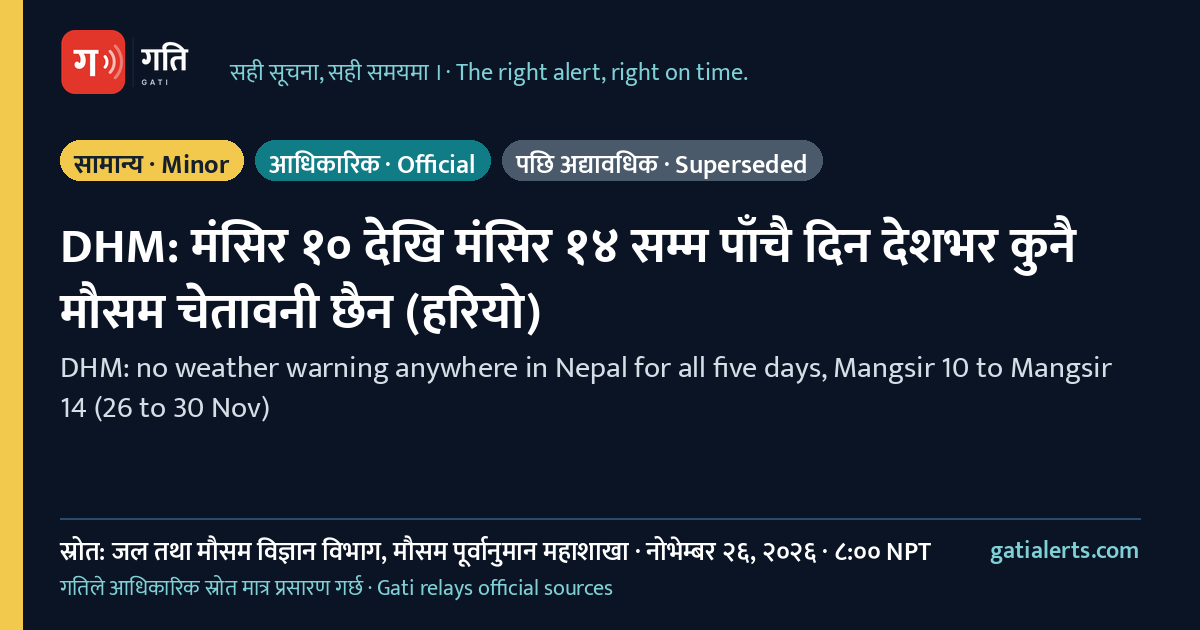 ग गति
GATI
सही सूचना, सही समयमा । · The right alert, right on time.
सामान्य · Minor
आधिकारिक · Official
पछि अद्यावधिक · Superseded
DHM: मंसिर १० देखि मंसिर १४ सम्म पाँचै दिन देशभर कुनै
मौसम चेतावनी छैन (हरियो)
DHM: no weather warning anywhere in Nepal for all five days, Mangsir 10 to Mangsir
14 (26 to 30 Nov)
स्रोत: जल तथा मौसम विज्ञान विभाग, मौसम पूर्वानुमान महाशाखा · नोभेम्बर २६, २०२६ · ८:०० NPT
gatialerts.com
गतिले आधिकारिक स्रोत मात्र प्रसारण गर्छ · Gati relays official sources